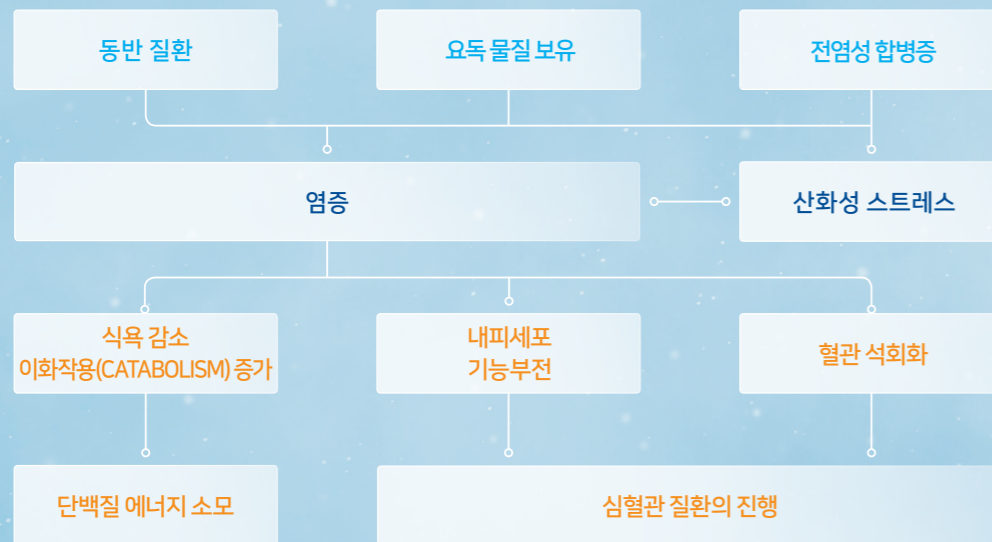 동반 질환
요독 물질 보유
전염성 합병증
염증
산화성 스트레스
식욕 감소
이화작용(CATABOLISM) 증가
내피세포
기능부전
혈관 석회화
단백질 에너지 소모
심혈관 질환의 진행